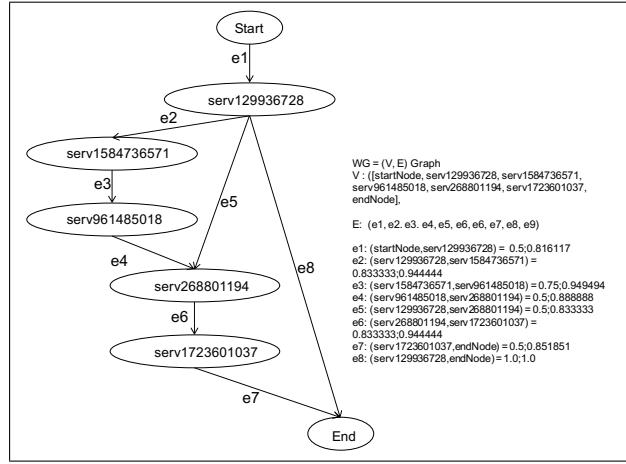 Start
e1
serv129936728
e2
serv1584736571
e3
e5
serv961485018
e4
e8
serv268801194
e6
serv1723601037
e7
End
WG = (V, E) Graph
V : ([startNode, serv129936728, serv1584736571,
serv961485018, serv268801194, serv1723601037,
endNode],
E: (e1, e2. e3. e4, e5, e6, e6, e7, e8, e9)
e1: (startNode,serv129936728) = 0.5;0.816117
e2: (serv129936728,serv1584736571) =
0.833333;0.944444
e3: (serv1584736571,serv961485018) = 0.75;0.949494
e4: (serv961485018,serv268801194) = 0.5;0.888888
e5: (serv129936728,serv268801194) = 0.5;0.833333
e6: (serv268801194,serv1723601037) =
0.833333;0.944444
e7: (serv1723601037,endNode) = 0.5;0.851851
e8: (serv129936728,endNode) = 1.0;1.0